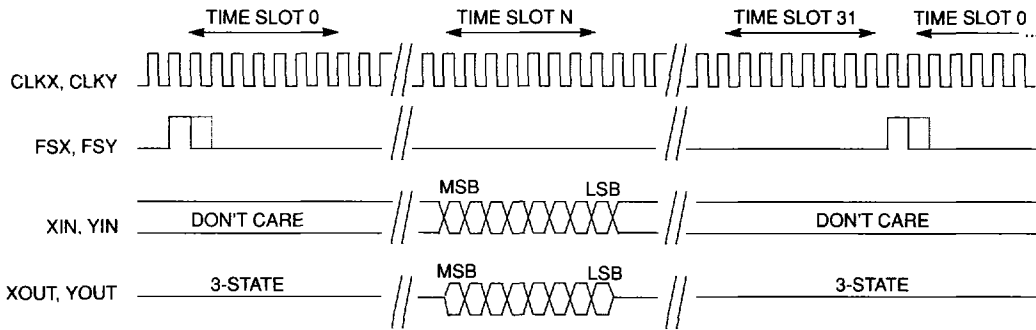 TIME SLOT 0 TIME SLOT N TIME SLOT 31 TIME SLOT 0
...
CLKX, CLKY
FSX, FSY
MSB LSB
XIN, YIN DON'T CARE DON'T CARE
MSB LSB
XOUT, YOUT 3-STATE 3-STATE